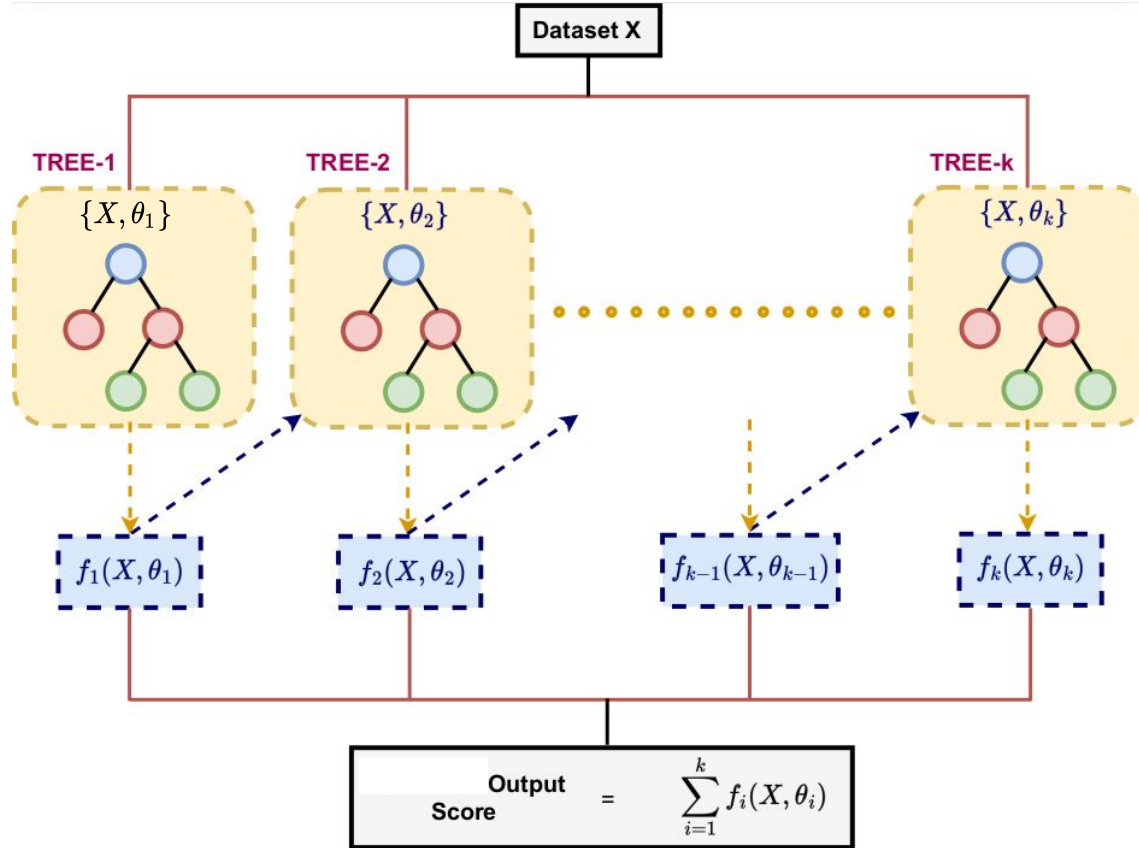 Dataset X
TREE-1
TREE-2
TREE-k
{X, θ₁}
{X, θ₂}
{X, θₖ}
f₁(X, θ₁)
f₂(X, θ₂)
fₖ₋₁(X, θₖ₋₁)
fₖ(X, θₖ)
Output
Score = ∑ᵢ₌₁ᵏ fᵢ(X, θᵢ)